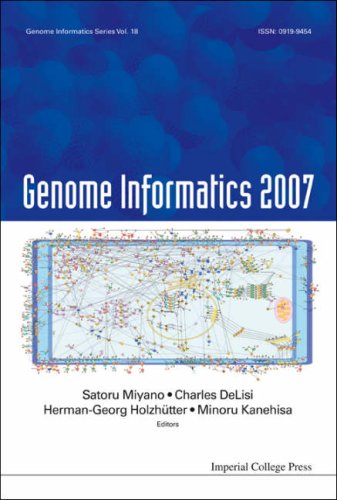 Genome Informatics Series Vol. 18
ISSN: 0919-9454
Genome Informatics 2007
Satoru Miyano • Charles DeLisi
Herman-Georg Holzhütter • Minoru Kanehisa
Editors
Imperial College Press